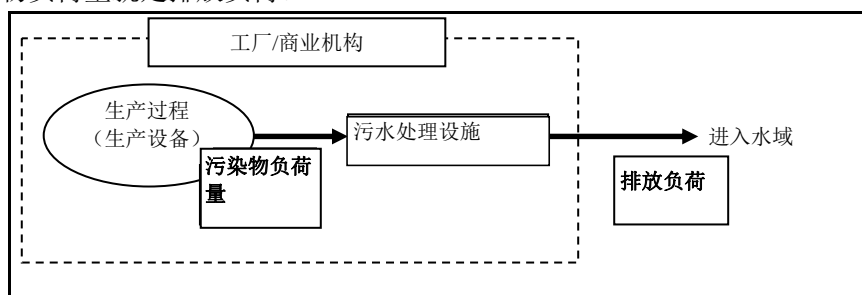 工厂/商业机构
生产过程
（生产设备）
污水处理设施
进入水域
污染物负荷
量
排放负荷